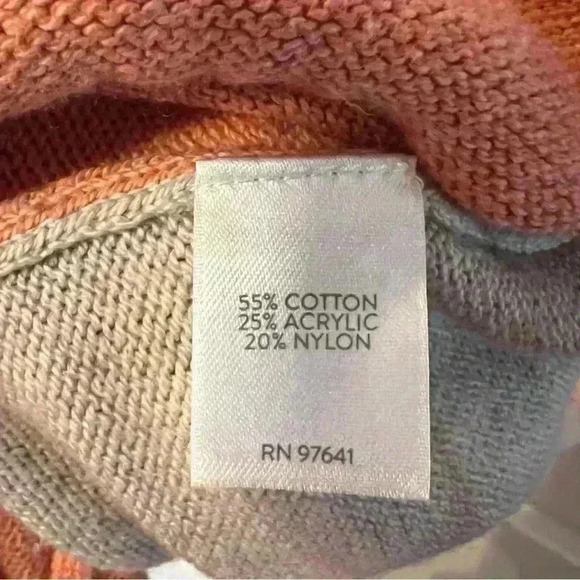 55% COTTON
25% ACRYLIC
20% NYLON
RN 97641